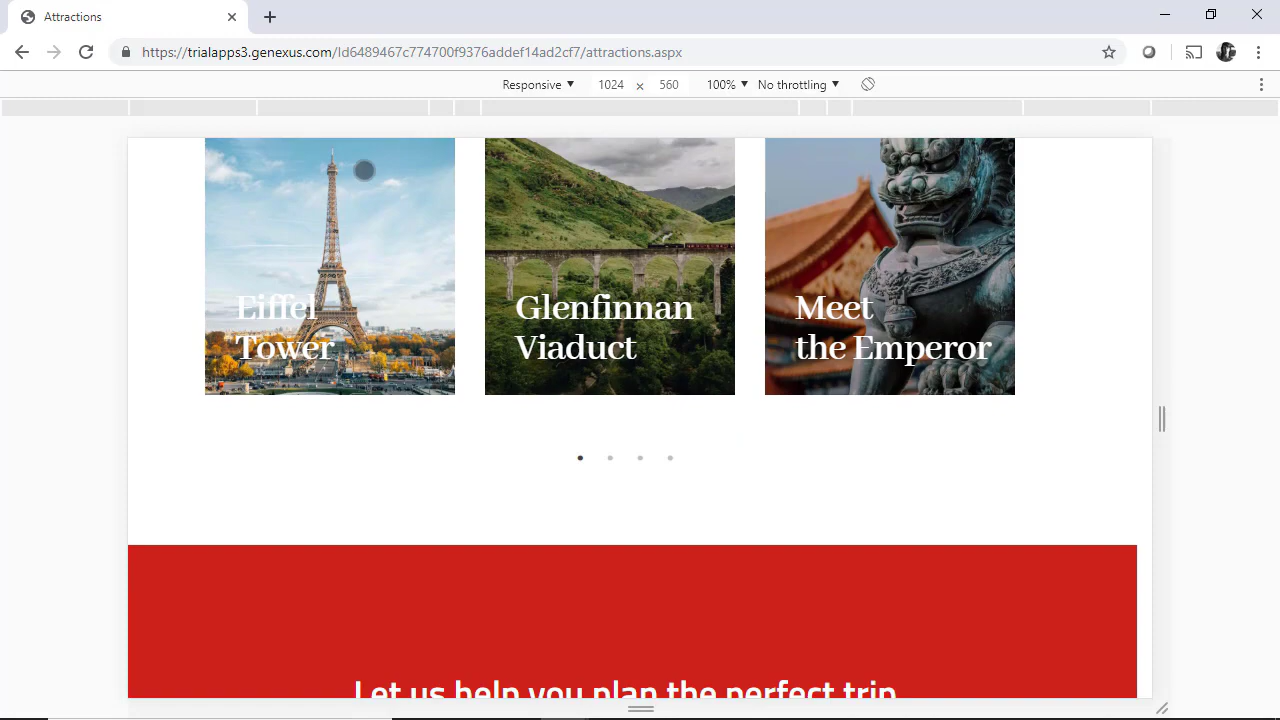 Attractions
https://trialapps3.genexus.com/Id6489467c774700f9376addef14ad2cf7/attractions.aspx
Responsive 1024 x 560 100% No throttling
Eiffel
Tower
Glenfinnan
Viaduct
Meet
the Emperor
Let us help you plan the perfect trip